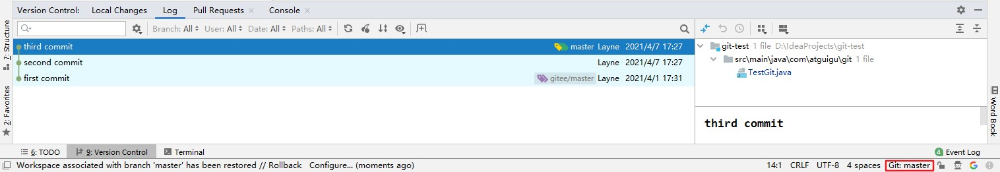 Version Control: Local Changes Log Pull Requests Console
Branch: All User: All Date: All Paths: All
third commit master Layne 2021/4/7 17:27
second commit Layne 2021/4/7 17:27
first commit gitee/master Layne 2021/4/1 17:31
git-test 1 file D:\IdeaProjects\git-test
src\main\java\com\atguigu\git 1 file
TestGit.java
third commit
7: Structure
2: Favorites
Word Book
6: TODO 9: Version Control Terminal 4 Event Log
Workspace associated with branch 'master' has been restored // Rollback Configure... (moments ago) 14:1 CRLF UTF-8 4 spaces Git: master